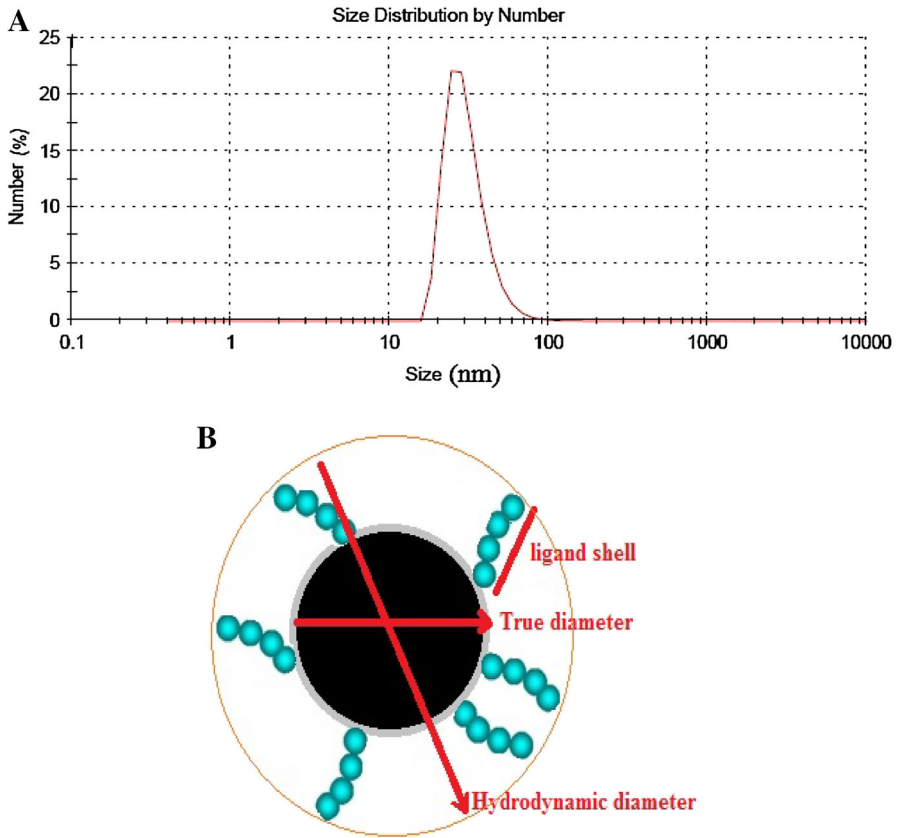 A
Size Distribution by Number
25
20
15
10
5
0
Number (%)
0.1 1 10 100 1000 10000
Size (nm)
B
ligand shell
True diameter
Hydrodynamic diameter